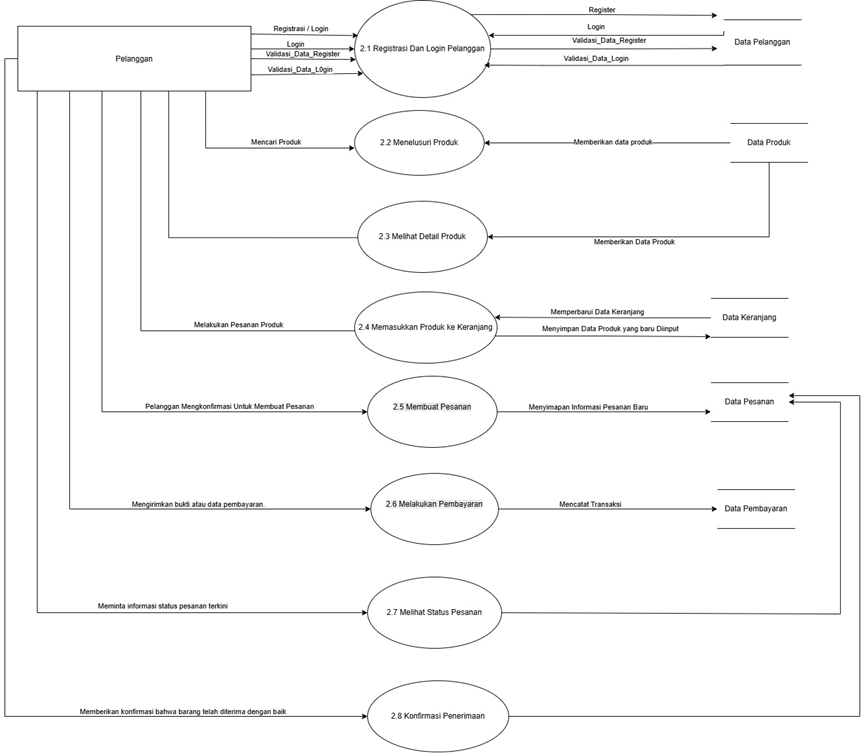 Pelanggan
Registrasi / Login
Login
Validasi_Data_Register
Validasi_Data_L0gin
2.1 Registrasi Dan Login Pelanggan
Register
Login
Validasi_Data_Register
Validasi_Data_Login
Data Pelanggan
Mencari Produk
2.2 Menelusuri Produk
Memberikan data produk
Data Produk
2.3 Melihat Detail Produk
Memberikan Data Produk
Melakukan Pesanan Produk
2.4 Memasukkan Produk ke Keranjang
Memperbarui Data Keranjang
Menyimpan Data Produk yang baru Diinput
Data Keranjang
Pelanggan Mengkonfirmasi Untuk Membuat Pesanan
2.5 Membuat Pesanan
Menyimapan Informasi Pesanan Baru
Data Pesanan
Mengirimkan bukti atau data pembayaran.
2.6 Melakukan Pembayaran
Mencatat Transaksi
Data Pembayaran
Meminta informasi status pesanan terkini
2.7 Melihat Status Pesanan
Memberikan konfirmasi bahwa barang telah diterima dengan baik
2.8 Konfirmasi Penerimaan